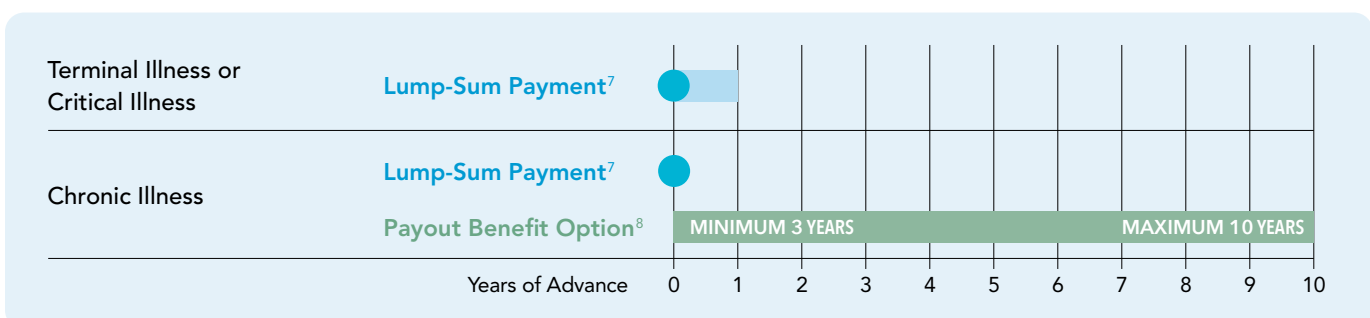 Terminal Illness or
Critical Illness
Lump-Sum Payment7
Chronic Illness
Lump-Sum Payment7
Payout Benefit Option8
MINIMUM 3 YEARS
MAXIMUM 10 YEARS
Years of Advance 0 1 2 3 4 5 6 7 8 9 10